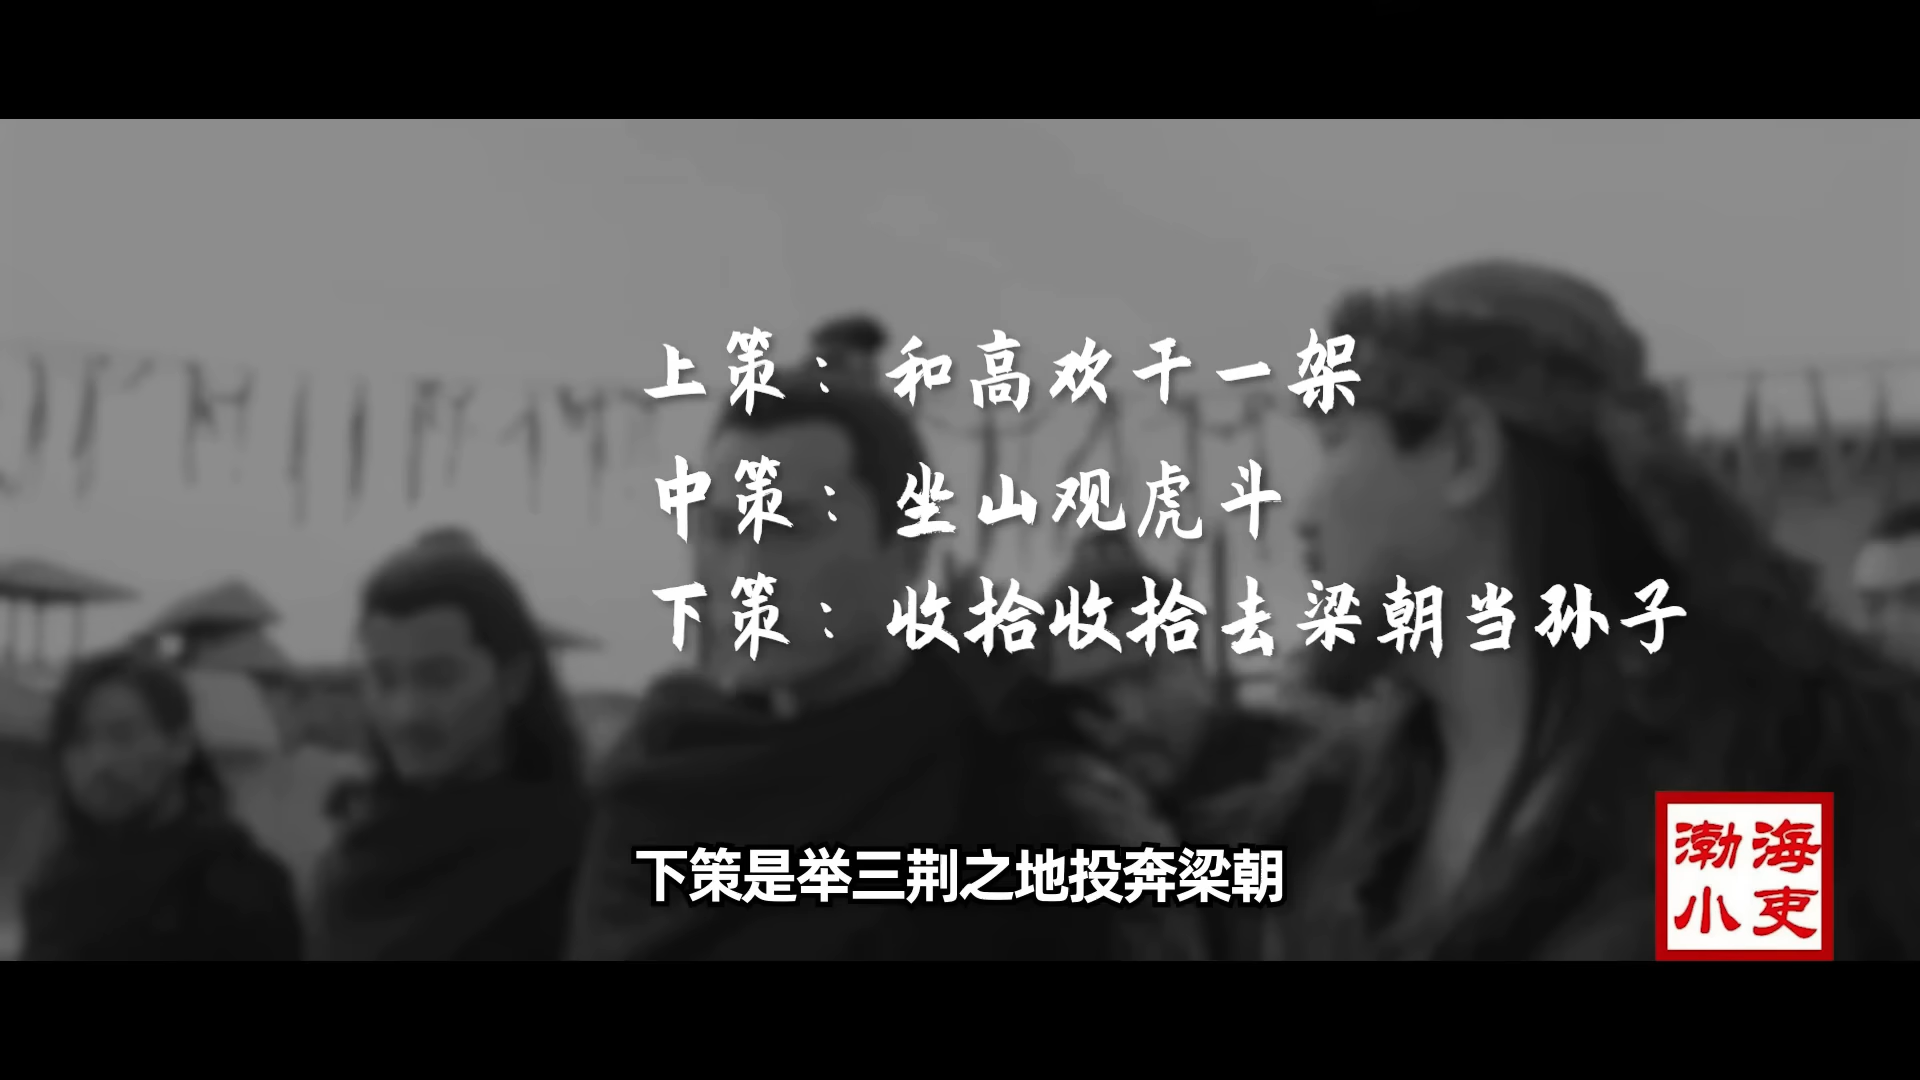 上策：和高欢干一架
中策：坐山观虎斗
下策：收拾收拾去梁朝当孙子
下策是举三荆之地投奔梁朝
渤海
小吏